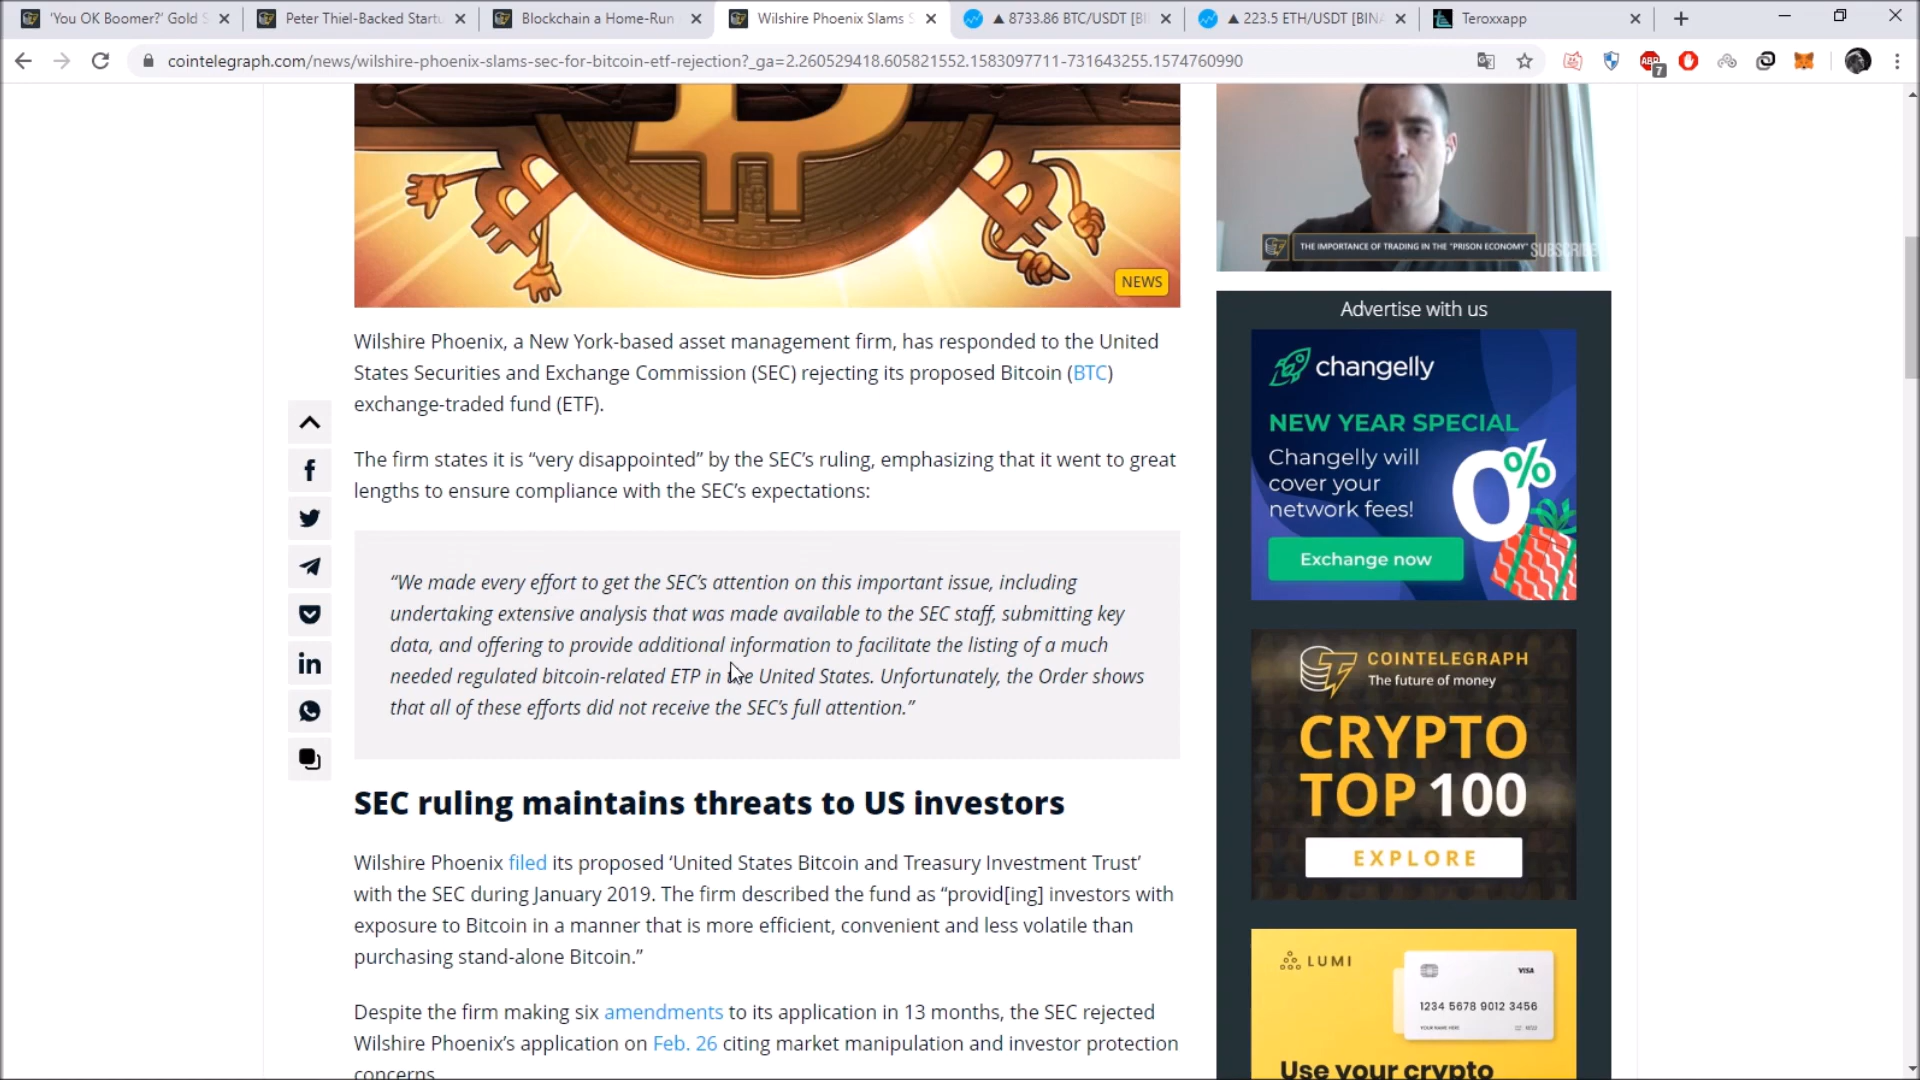 'You OK Boomer?' Gold S
Peter Thiel-Backed Startu
Blockchain a Home-Run
Wilshire Phoenix Slams S
▲ 8733.86 BTC/USDT [BI
▲ 223.5 ETH/USDT [BINA
Teroxxapp
cointelegraph.com/news/wilshire-phoenix-slams-sec-for-bitcoin-etf-rejection?_ga=2.260529418.605821552.1583097711-731643255.1574760990
ABP
7
NEWS
Wilshire Phoenix, a New York-based asset management firm, has responded to the United
States Securities and Exchange Commission (SEC) rejecting its proposed Bitcoin (BTC)
exchange-traded fund (ETF).
The firm states it is “very disappointed” by the SEC’s ruling, emphasizing that it went to great
lengths to ensure compliance with the SEC’s expectations:
“We made every effort to get the SEC’s attention on this important issue, including
undertaking extensive analysis that was made available to the SEC staff, submitting key
data, and offering to provide additional information to facilitate the listing of a much
needed regulated bitcoin-related ETP in the United States. Unfortunately, the Order shows
that all of these efforts did not receive the SEC’s full attention.”
SEC ruling maintains threats to US investors
Wilshire Phoenix filed its proposed ‘United States Bitcoin and Treasury Investment Trust’
with the SEC during January 2019. The firm described the fund as “provid[ing] investors with
exposure to Bitcoin in a manner that is more efficient, convenient and less volatile than
purchasing stand-alone Bitcoin.”
Despite the firm making six amendments to its application in 13 months, the SEC rejected
Wilshire Phoenix’s application on Feb. 26 citing market manipulation and investor protection
concerns.
THE IMPORTANCE OF TRADING IN THE "PRISON ECONOMY"
SUBSCRIBE
Advertise with us
changelly
NEW YEAR SPECIAL
Changelly will
cover your
network fees!
0%
Exchange now
COINTELEGRAPH
The future of money
CRYPTO
TOP 100
EXPLORE
LUMI
VISA
1234 5678 9012 3456
YOUR NAME HERE
Use your crypto